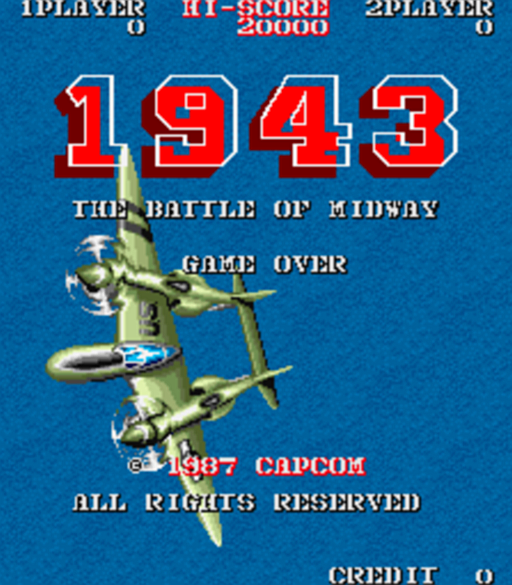 1PLAYER HI-SCORE 2PLAYER
0 20000 0
1943
THE BATTLE OF MIDWAY
GAME OVER
US
© 1987 CAPCOM
ALL RIGHTS RESERVED
CREDIT 0